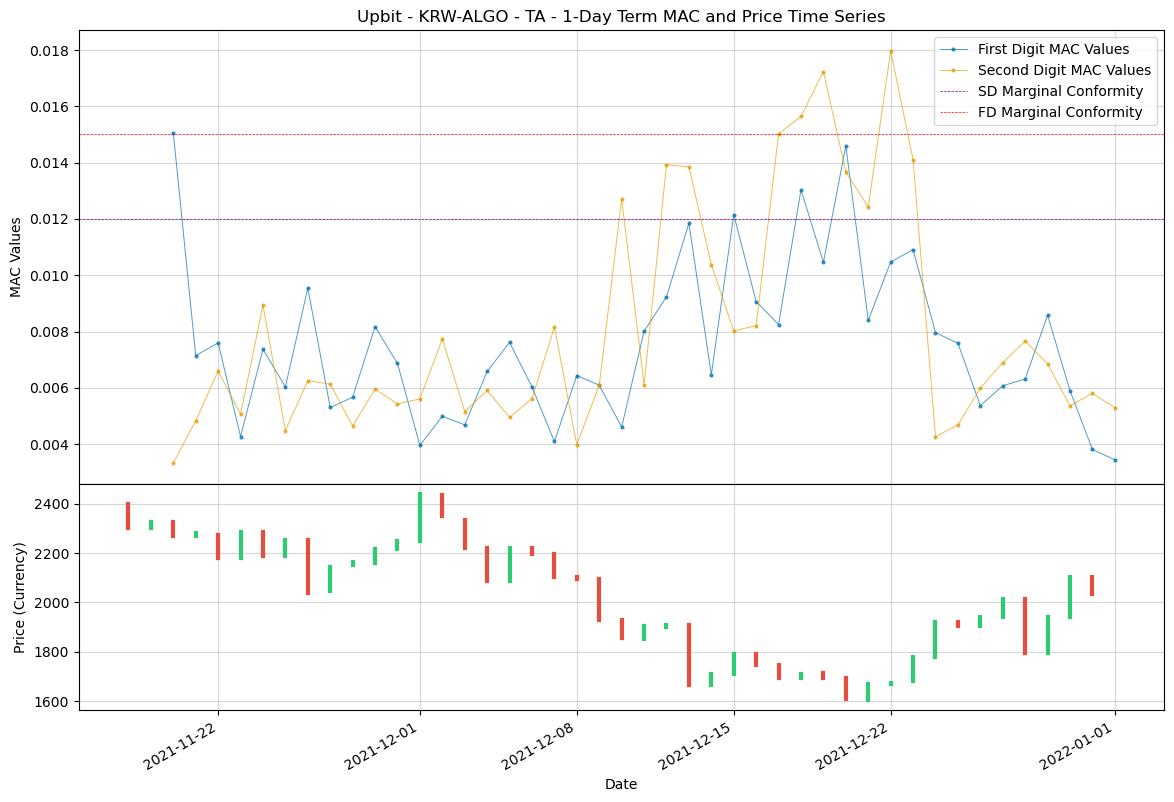 Upbit - KRW-ALGO - TA - 1-Day Term MAC and Price Time Series
First Digit MAC Values
Second Digit MAC Values
SD Marginal Conformity
FD Marginal Conformity
MAC Values
0.018
0.016
0.014
0.012
0.010
0.008
0.006
0.004
Price (Currency)
2400
2200
2000
1800
1600
2021-11-22
2021-12-01
2021-12-08
2021-12-15
2021-12-22
2022-01-01
Date